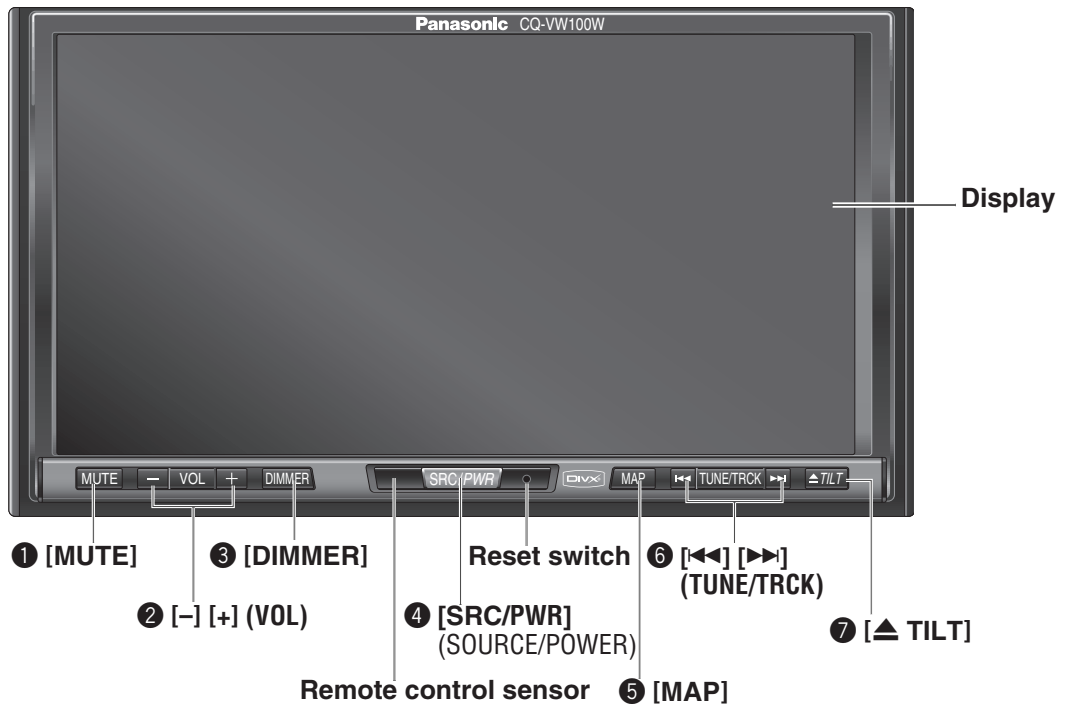 Panasonic CQ-VW100W
Display
MUTE − VOL + DIMMER SRC/PWR DIVX MAP ⏮ TUNE/TRCK ⏭ ⏏TILT
❶ [MUTE]
❸ [DIMMER]
Reset switch
❻ [⏮] [⏭]
(TUNE/TRCK)
❷ [–] [+] (VOL)
❹ [SRC/PWR]
(SOURCE/POWER)
❼ [⏏ TILT]
Remote control sensor
❺ [MAP]